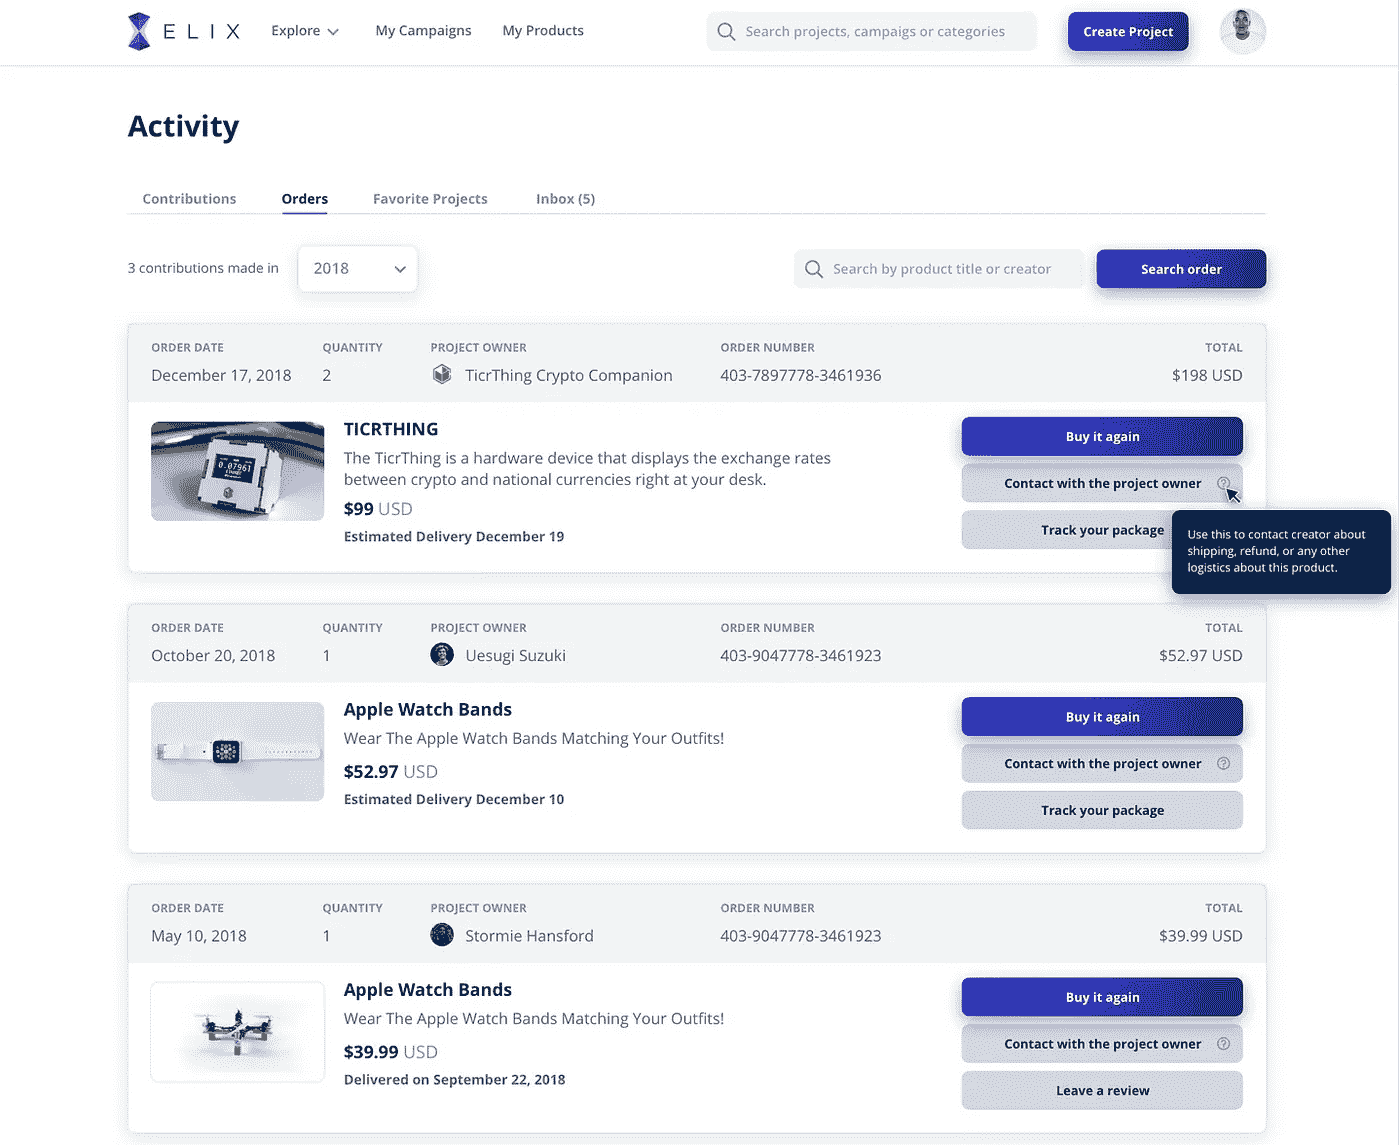 ELIX Explore My Campaigns My Products Search projects, campaigs or categories Create Project
Activity
Contributions Orders Favorite Projects Inbox (5)
3 contributions made in 2018 Search by product title or creator Search order
ORDER DATE QUANTITY PROJECT OWNER ORDER NUMBER TOTAL
December 17, 2018 2 TicrThing Crypto Companion 403-7897778-3461936 $198 USD
TICRTHING
The TicrThing is a hardware device that displays the exchange rates
between crypto and national currencies right at your desk.
$99 USD
Estimated Delivery December 19
0.07961
Buy it again
Contact with the project owner
Track your package
Use this to contact creator about
shipping, refund, or any other
logistics about this product.
ORDER DATE QUANTITY PROJECT OWNER ORDER NUMBER TOTAL
October 20, 2018 1 Uesugi Suzuki 403-9047778-3461923 $52.97 USD
Apple Watch Bands
Wear The Apple Watch Bands Matching Your Outfits!
$52.97 USD
Estimated Delivery December 10
Buy it again
Contact with the project owner
Track your package
ORDER DATE QUANTITY PROJECT OWNER ORDER NUMBER TOTAL
May 10, 2018 1 Stormie Hansford 403-9047778-3461923 $39.99 USD
Apple Watch Bands
Wear The Apple Watch Bands Matching Your Outfits!
$39.99 USD
Delivered on September 22, 2018
Buy it again
Contact with the project owner
Leave a review